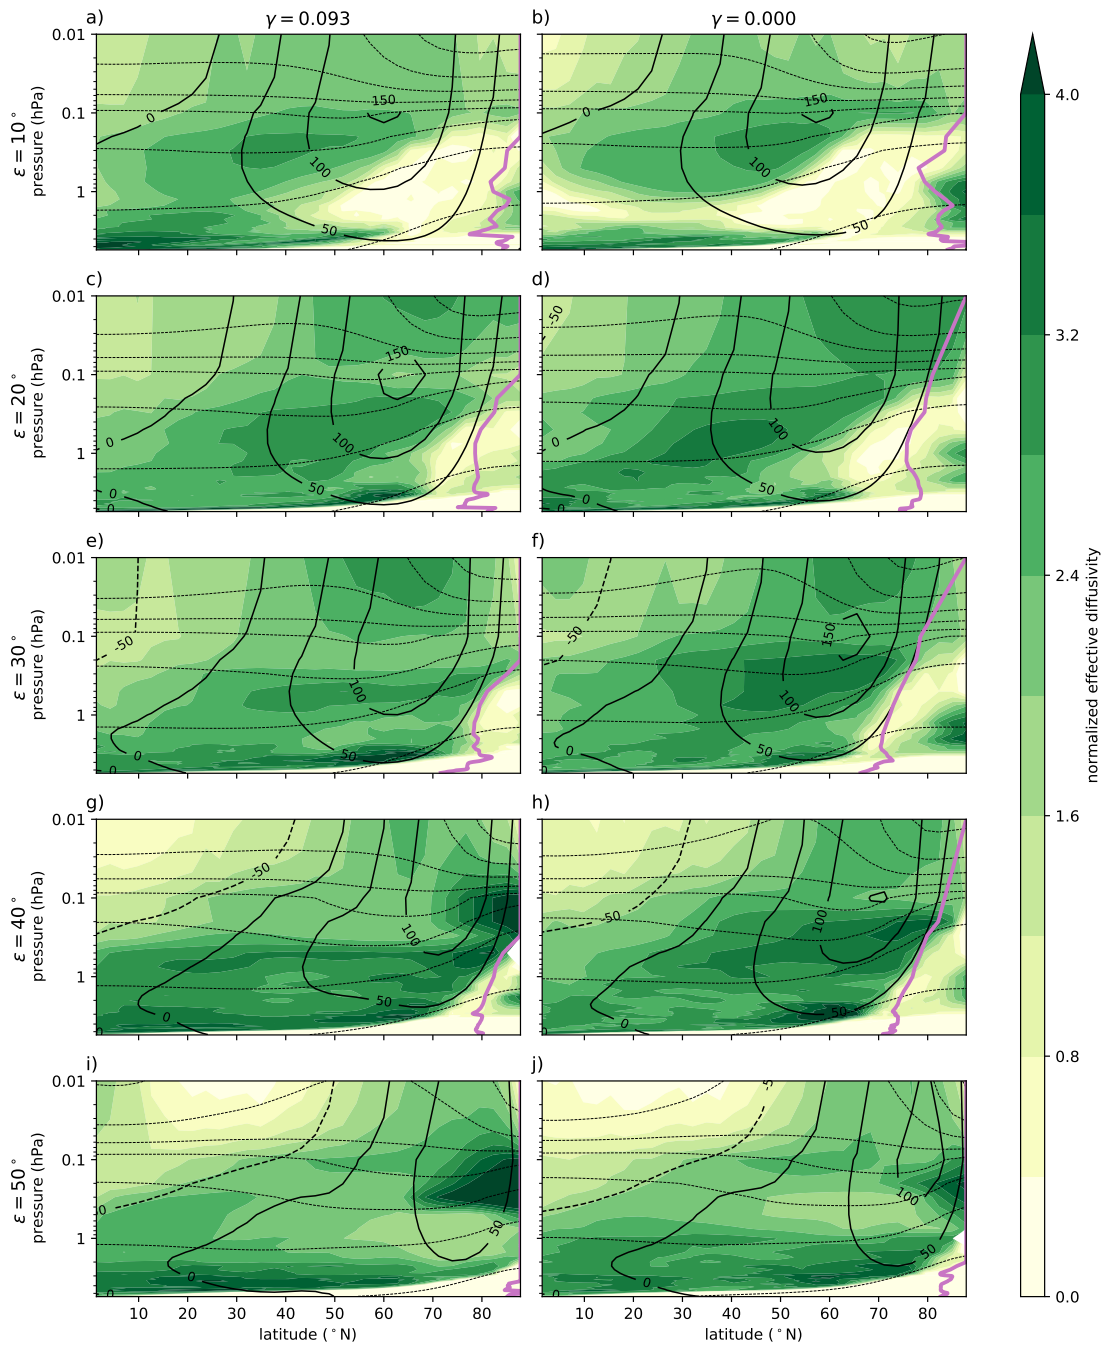 a)
γ = 0.093
b)
γ = 0.000
ε = 10°
pressure (hPa)
0.01
0.1
1
0
150
100
50
0
150
100
50
c)
d)
ε = 20°
pressure (hPa)
0.01
0.1
1
0
150
100
50
0
0
-50
0
100
50
0
0
e)
f)
ε = 30°
pressure (hPa)
0.01
0.1
1
-50
100
50
0
0
-50
150
100
50
0
0
g)
h)
ε = 40°
pressure (hPa)
0.01
0.1
1
-50
100
50
0
0
-50
100
50
0
0
i)
j)
ε = 50°
pressure (hPa)
0.01
0.1
1
0
50
0
100
50
0
10 20 30 40 50 60 70 80
10 20 30 40 50 60 70 80
latitude (°N)
latitude (°N)
4.0
3.2
2.4
1.6
0.8
0.0
normalized effective diffusivity